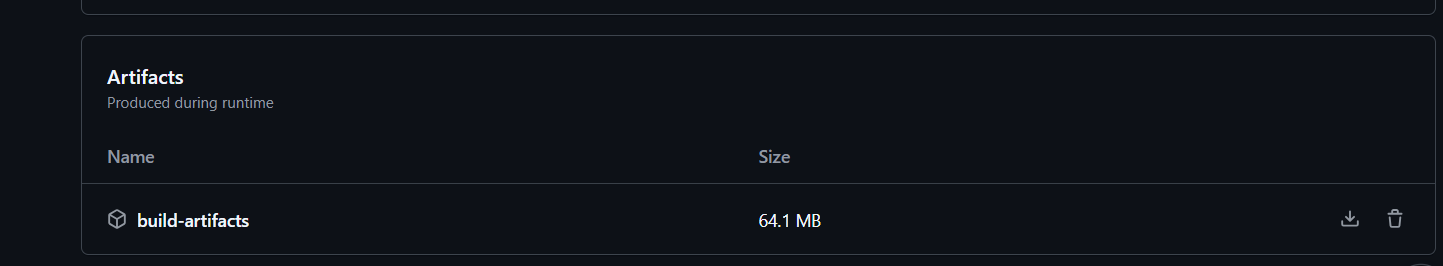 Artifacts
Produced during runtime
Name Size
build-artifacts 64.1 MB